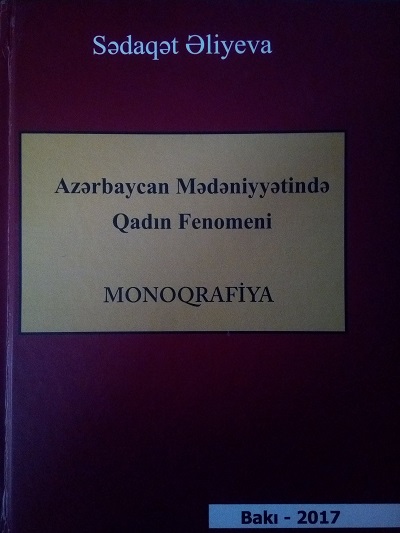 Sədaqət Əliyeva
Azərbaycan Mədəniyyətində
Qadın Fenomeni
MONOQRAFİYA
Bakı - 2017